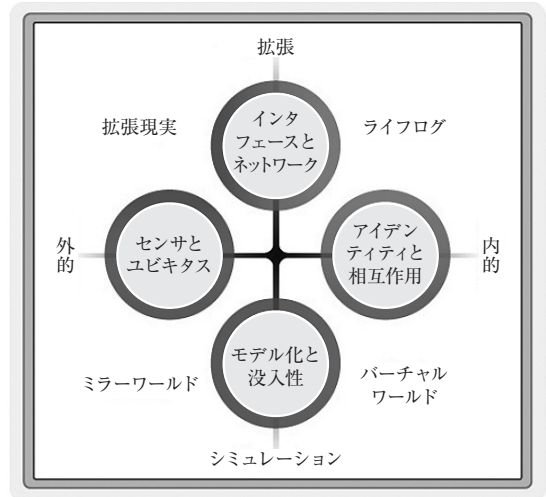 拡張
拡張現実
インタ
フェースと
ネットワーク
ライフログ
外的
センサと
ユビキタス
アイデン
ティティと
相互作用
内的
モデル化と
没入性
ミラーワールド
バーチャル
ワールド
シミュレーション